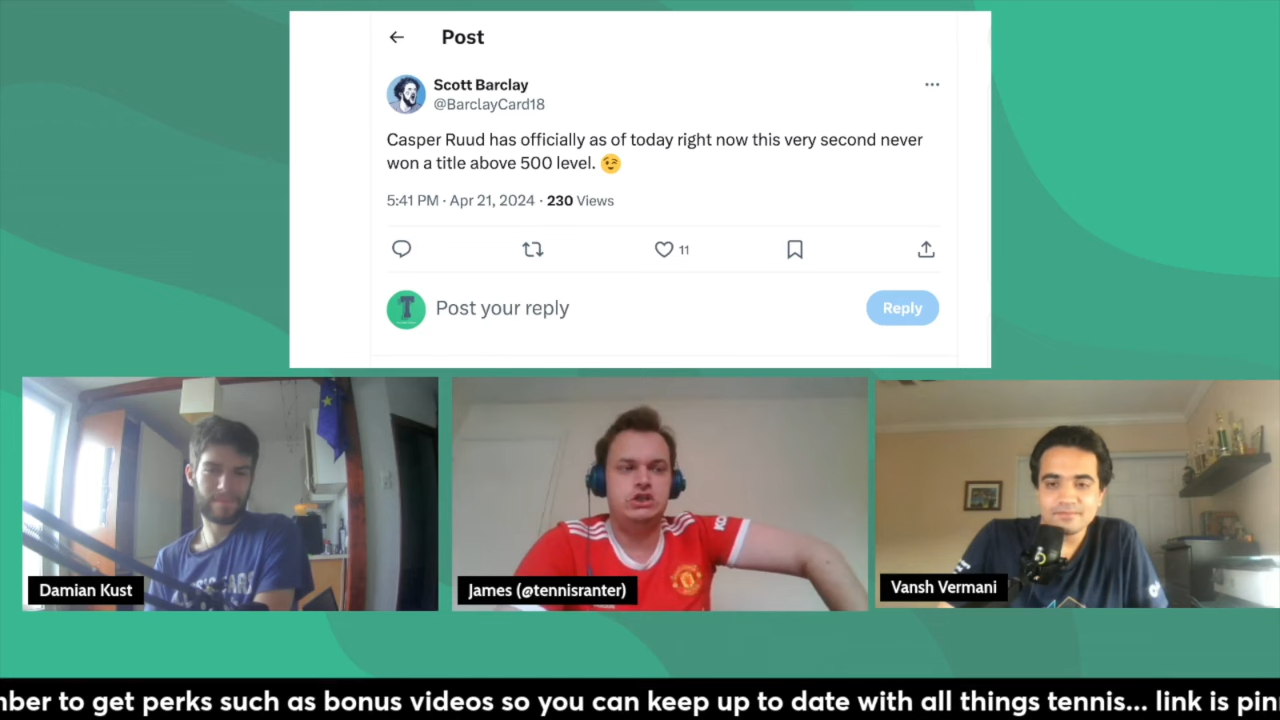 Post
Scott Barclay
@BarclayCard18
Casper Ruud has officially as of today right now this very second never
won a title above 500 level. 😉
5:41 PM · Apr 21, 2024 · 230 Views
11
T
Post your reply
Reply
Damian Kust
James (@tennisranter)
Vansh Vermani
nber to get perks such as bonus videos so you can keep up to date with all things tennis... link is pin